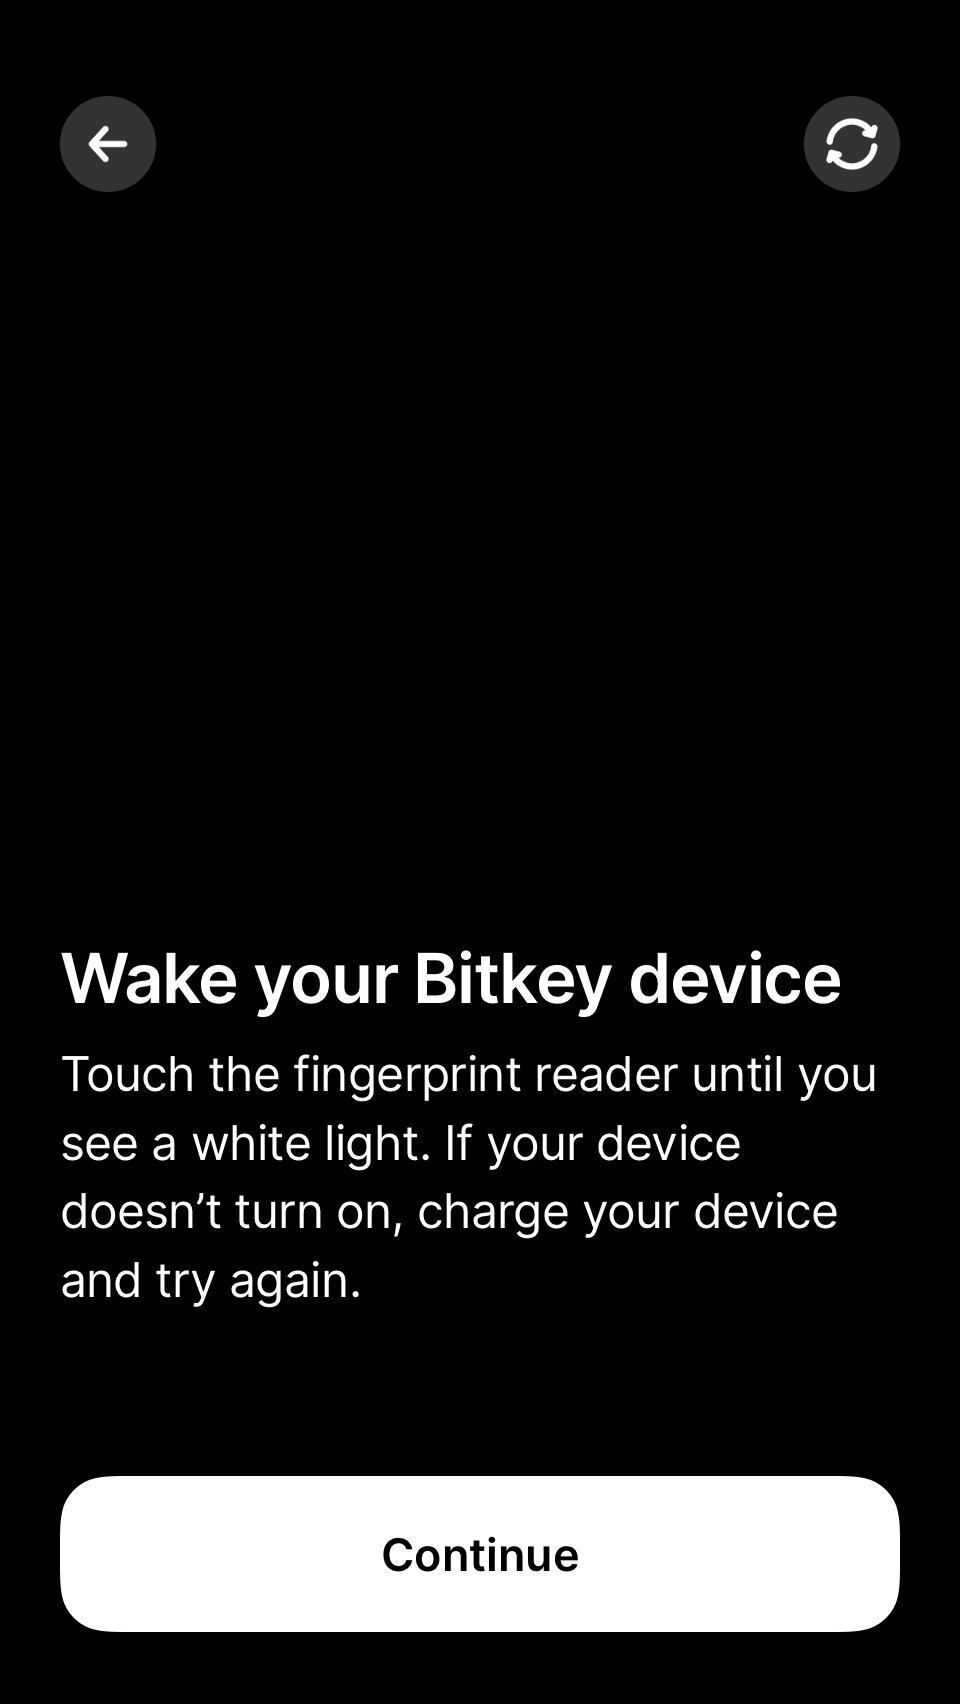 Wake your Bitkey device
Touch the fingerprint reader until you
see a white light. If your device
doesn’t turn on, charge your device
and try again.
Continue